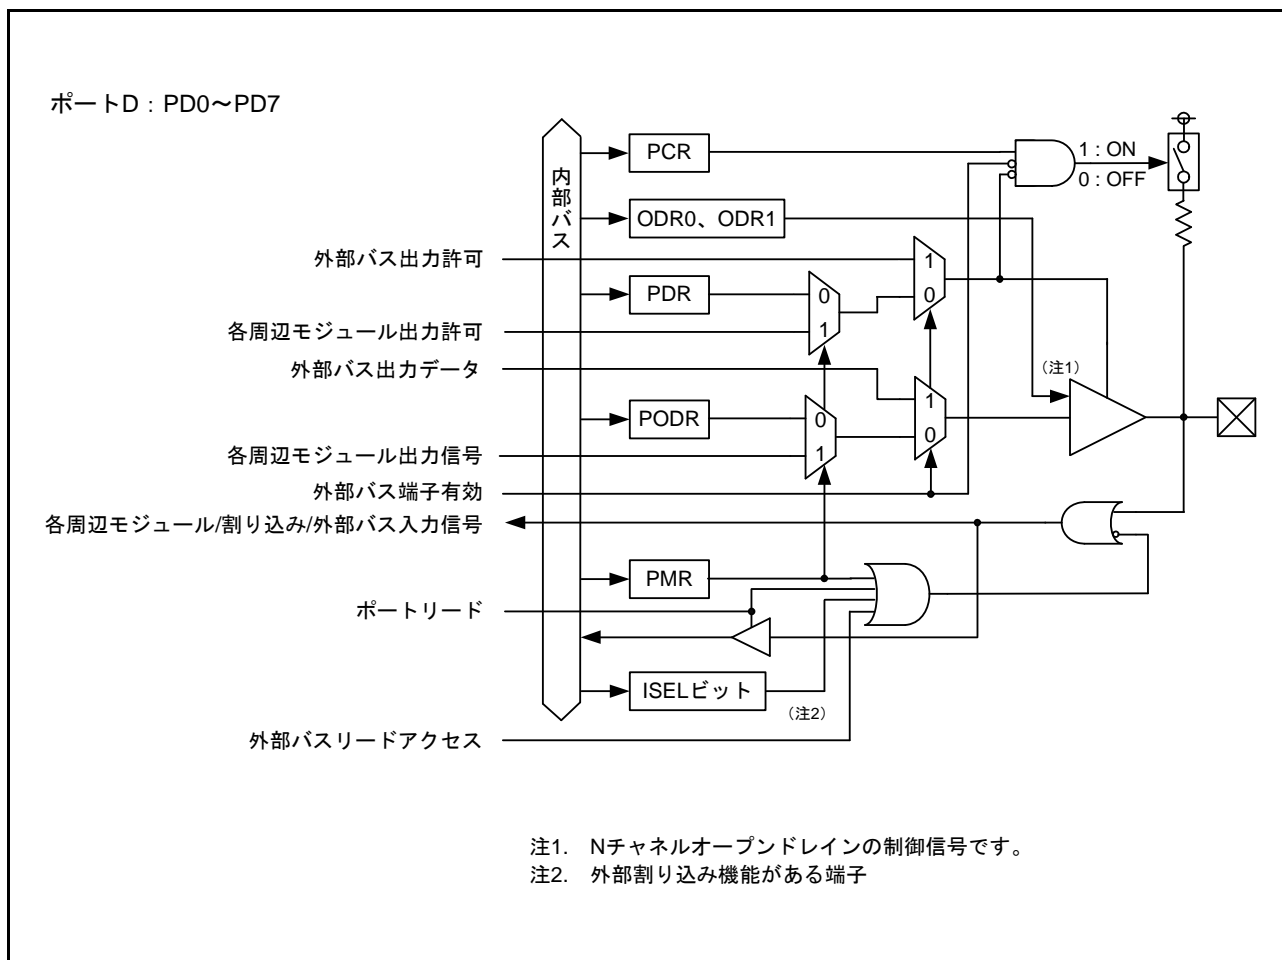 ポートD：PD0～PD7
PCR
1 : ON
0 : OFF
内部バス
ODR0、ODR1
外部バス出力許可
1
0
PDR
0
1
各周辺モジュール出力許可
外部バス出力データ
（注1）
1
0
PODR
0
1
各周辺モジュール出力信号
外部バス端子有効
各周辺モジュール/割り込み/外部バス入力信号
PMR
ポートリード
ISELビット
（注2）
外部バスリードアクセス
注1. Nチャネルオープンドレインの制御信号です。
注2. 外部割り込み機能がある端子